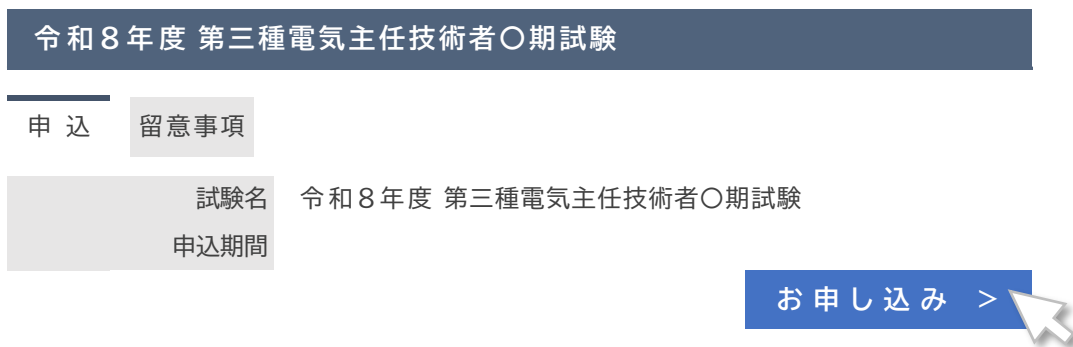 令和８年度 第三種電気主任技術者〇期試験
申 込 留意事項
試験名 令和８年度 第三種電気主任技術者〇期試験
申込期間
お申し込み ＞